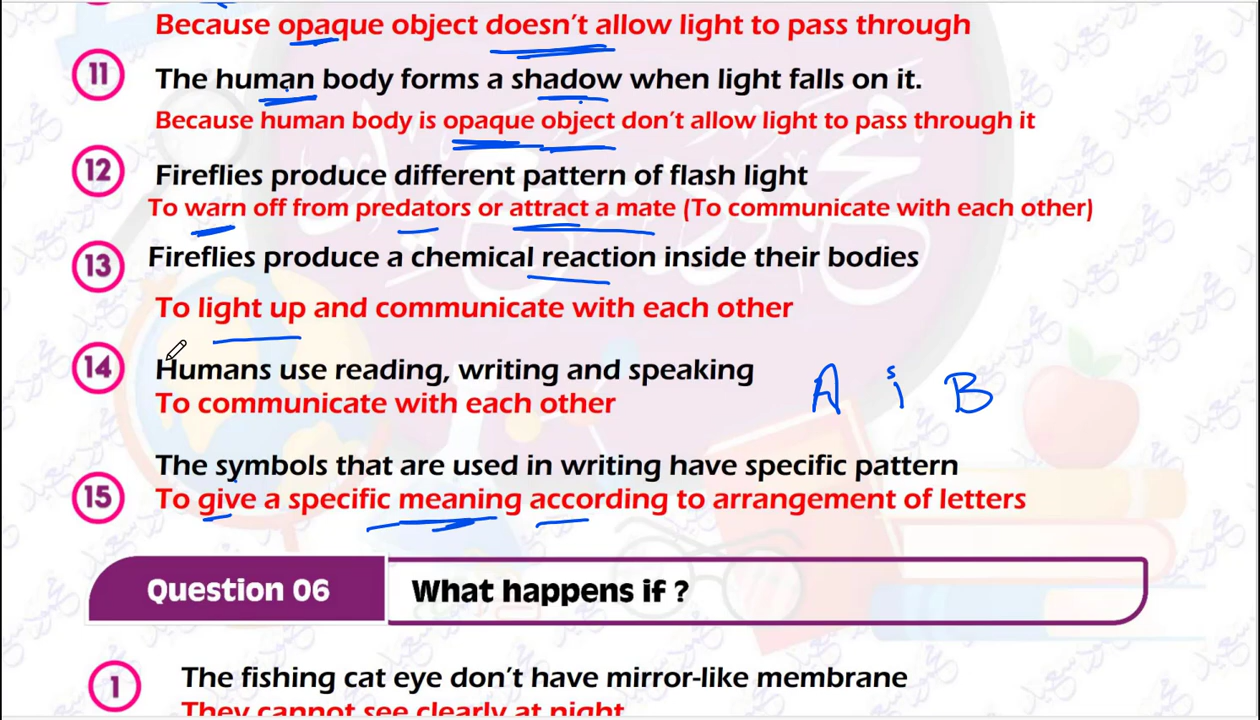 Because opaque object doesn't allow light to pass through
11 The human body forms a shadow when light falls on it.
Because human body is opaque object don't allow light to pass through it
12 Fireflies produce different pattern of flash light
To warn off from predators or attract a mate (To communicate with each other)
13 Fireflies produce a chemical reaction inside their bodies
To light up and communicate with each other
14 Humans use reading, writing and speaking
To communicate with each other
A i B
The symbols that are used in writing have specific pattern
15 To give a specific meaning according to arrangement of letters
Question 06 What happens if ?
1 The fishing cat eye don't have mirror-like membrane
They cannot see clearly at night